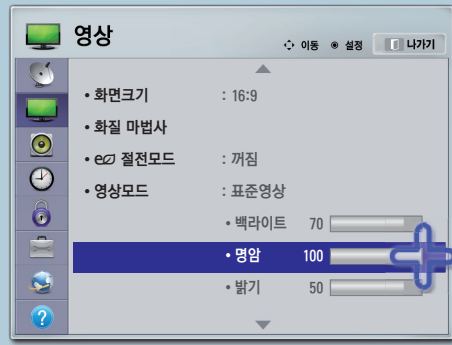 영상
이동 설정 나가기
• 화면크기 : 16:9
• 화질 마법사
• e 절전모드 : 꺼짐
• 영상모드 : 표준영상
• 백라이트 70
• 명암 100
• 밝기 50
?